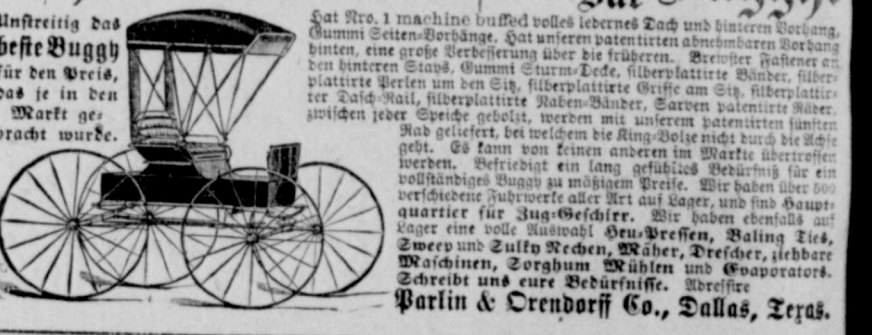 Unstreitig das
beste Buggy
für den Preis,
das je in den
Markt ge-
bracht wurde.
Hat Nro. 1 machine buffed volles ledernes Dach und hinteren Vorhang,
Gummi Seiten-Vorhänge. Hat unseren patentirten abnehmbaren Vorhang
hinten, eine große Verbesserung über die früheren. Brewster Fastener an
den hinteren Stays, Gummi Sturm-Decke, silberplattirte Bänder, silber-
plattirte Perlen um den Sitz, silberplattirte Griffe am Sitz, silberplattir-
ter Dasch-Rail, silberplattirte Naben-Bänder, Sarven patentirte Räder,
zwischen jeder Speiche gebolzt, werden mit unserem patentirten fünften
Rad geliefert, bei welchem die King-Bolze nicht durch die Achse
geht. Es kann von keinen anderen im Markte übertroffen
werden. Befriedigt ein lang gefühltes Bedürfniß für ein
vollständiges Buggy zu mäßigem Preise. Wir haben über 500
verschiedene Fuhrwerke aller Art auf Lager, und sind Haupt-
quartier für Zug-Geschirr. Wir haben ebenfalls auf
Lager eine volle Auswahl Heu-Pressen, Baling Ties,
Sweep und Sulky Rechen, Mäher, Drescher, ziehbare
Maschinen, Sorghum Mühlen und Evaporators.
Schreibt uns eure Bedürfnisse. Adressire
Parlin & Orendorff Co., Dallas, Texas.